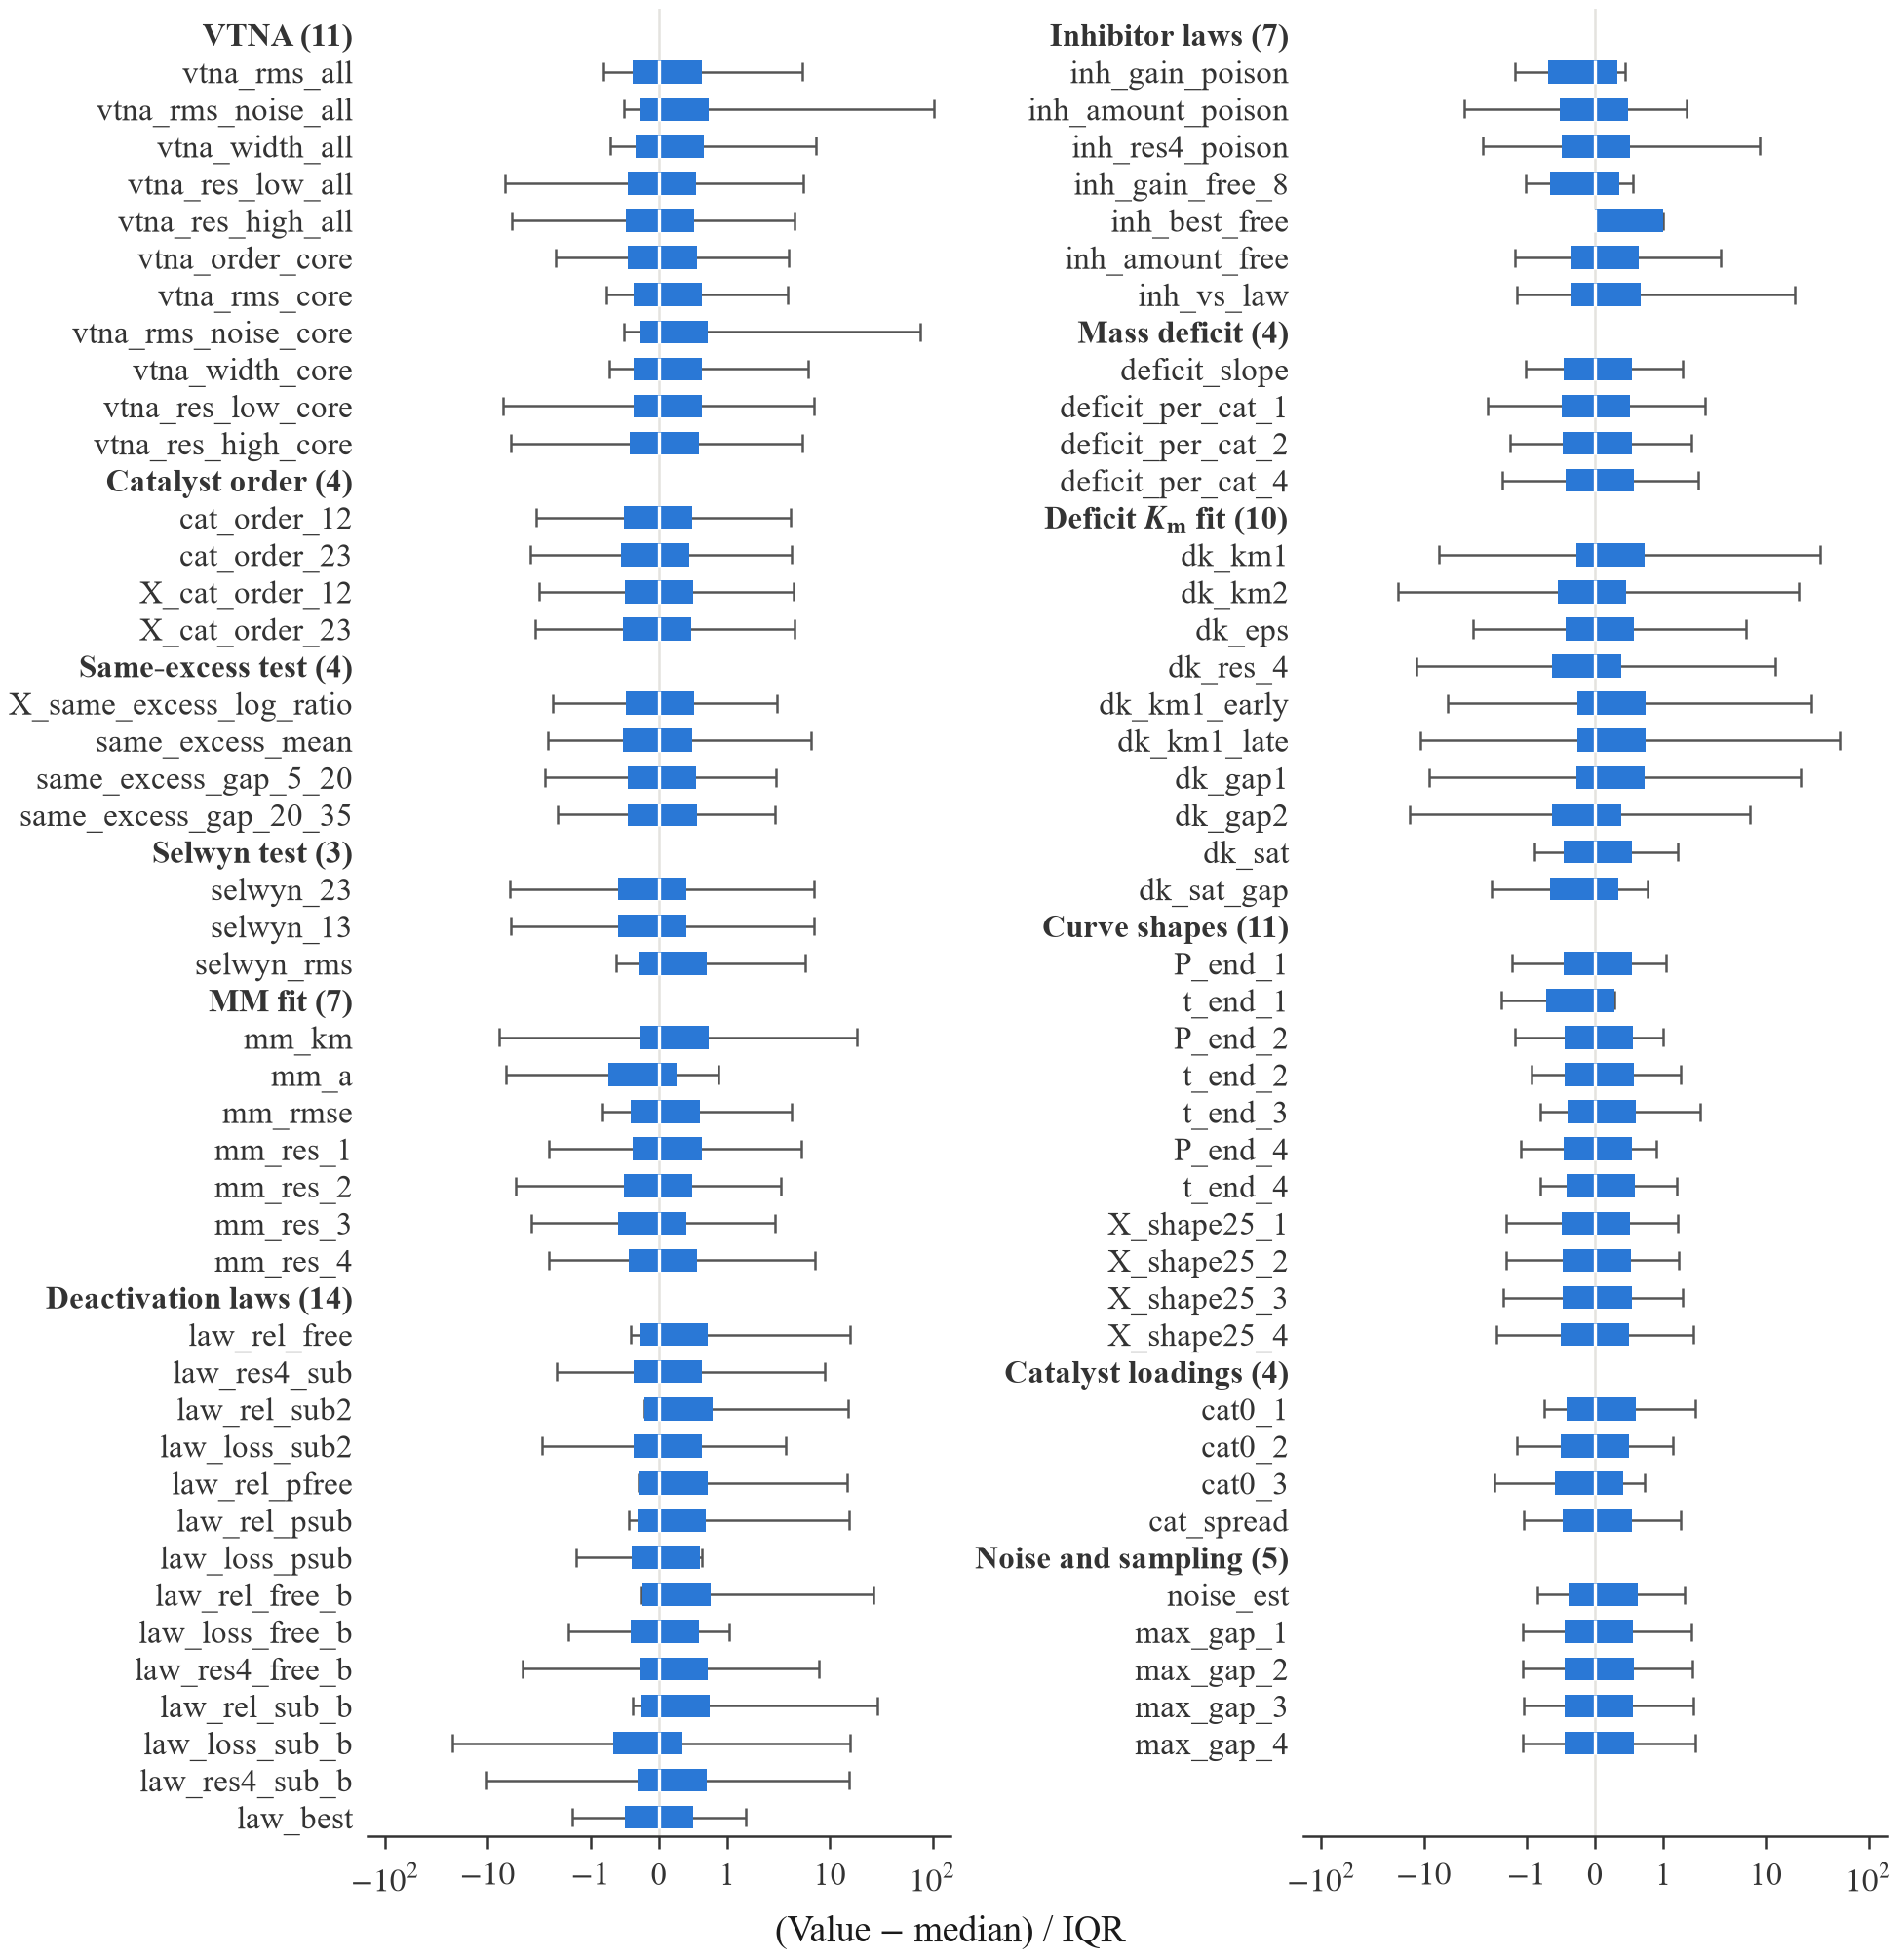 VTNA (11)
vtna_rms_all
vtna_rms_noise_all
vtna_width_all
vtna_res_low_all
vtna_res_high_all
vtna_order_core
vtna_rms_core
vtna_rms_noise_core
vtna_width_core
vtna_res_low_core
vtna_res_high_core
Catalyst order (4)
cat_order_12
cat_order_23
X_cat_order_12
X_cat_order_23
Same-excess test (4)
X_same_excess_log_ratio
same_excess_mean
same_excess_gap_5_20
same_excess_gap_20_35
Selwyn test (3)
selwyn_23
selwyn_13
selwyn_rms
MM fit (7)
mm_km
mm_a
mm_rmse
mm_res_1
mm_res_2
mm_res_3
mm_res_4
Deactivation laws (14)
law_rel_free
law_res4_sub
law_rel_sub2
law_loss_sub2
law_rel_pfree
law_rel_psub
law_loss_psub
law_rel_free_b
law_loss_free_b
law_res4_free_b
law_rel_sub_b
law_loss_sub_b
law_res4_sub_b
law_best
−10² −10 −1 0 1 10 10²
Inhibitor laws (7)
inh_gain_poison
inh_amount_poison
inh_res4_poison
inh_gain_free_8
inh_best_free
inh_amount_free
inh_vs_law
Mass deficit (4)
deficit_slope
deficit_per_cat_1
deficit_per_cat_2
deficit_per_cat_4
Deficit Kₘ fit (10)
dk_km1
dk_km2
dk_eps
dk_res_4
dk_km1_early
dk_km1_late
dk_gap1
dk_gap2
dk_sat
dk_sat_gap
Curve shapes (11)
P_end_1
t_end_1
P_end_2
t_end_2
t_end_3
P_end_4
t_end_4
X_shape25_1
X_shape25_2
X_shape25_3
X_shape25_4
Catalyst loadings (4)
cat0_1
cat0_2
cat0_3
cat_spread
Noise and sampling (5)
noise_est
max_gap_1
max_gap_2
max_gap_3
max_gap_4
−10² −10 −1 0 1 10 10²
(Value − median) / IQR